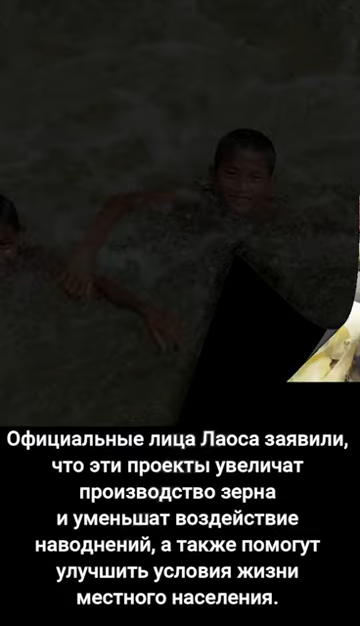 Официальные лица Лаоса заявили,
что эти проекты увеличат
производство зерна
и уменьшат воздействие
наводнений, а также помогут
улучшить условия жизни
местного населения.